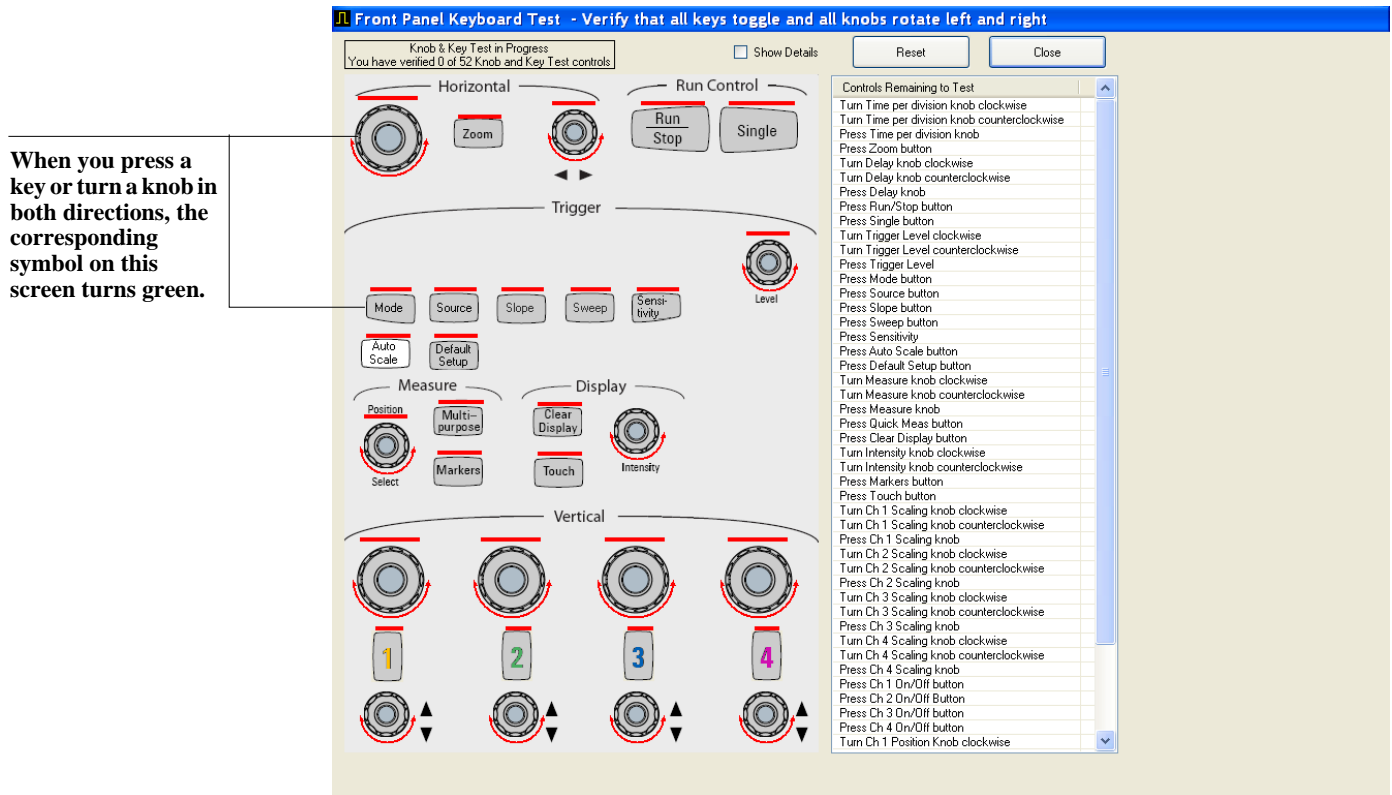 Front Panel Keyboard Test - Verify that all keys toggle and all knobs rotate left and right
Knob & Key Test in Progress
You have verified 0 of 52 Knob and Key Test controls
Show Details
Reset
Close
When you press a
key or turn a knob in
both directions, the
corresponding
symbol on this
screen turns green.
Horizontal
Run Control
Zoom
Run
Stop
Single
Trigger
Level
Mode
Source
Slope
Sweep
Sensi-
tivity
Auto
Scale
Default
Setup
Measure
Display
Position
Multi–
purpose
Clear
Display
Select
Markers
Touch
Intensity
Vertical
1
2
3
4
Controls Remaining to Test
Turn Time per division knob clockwise
Turn Time per division knob counterclockwise
Press Time per division knob
Press Zoom button
Turn Delay knob clockwise
Turn Delay knob counterclockwise
Press Delay knob
Press Run/Stop button
Press Single button
Turn Trigger Level clockwise
Turn Trigger Level counterclockwise
Press Trigger Level
Press Mode button
Press Source button
Press Slope button
Press Sweep button
Press Sensitivity
Press Auto Scale button
Press Default Setup button
Turn Measure knob clockwise
Turn Measure knob counterclockwise
Press Measure knob
Press Quick Meas button
Press Clear Display button
Turn Intensity knob clockwise
Turn Intensity knob counterclockwise
Press Markers button
Press Touch button
Turn Ch 1 Scaling knob clockwise
Turn Ch 1 Scaling knob counterclockwise
Press Ch 1 Scaling knob
Turn Ch 2 Scaling knob clockwise
Turn Ch 2 Scaling knob counterclockwise
Press Ch 2 Scaling knob
Turn Ch 3 Scaling knob clockwise
Turn Ch 3 Scaling knob counterclockwise
Press Ch 3 Scaling knob
Turn Ch 4 Scaling knob clockwise
Turn Ch 4 Scaling knob counterclockwise
Press Ch 4 Scaling knob
Press Ch 1 On/Off button
Press Ch 2 On/Off Button
Press Ch 3 On/Off button
Press Ch 4 On/Off button
Turn Ch 1 Position Knob clockwise